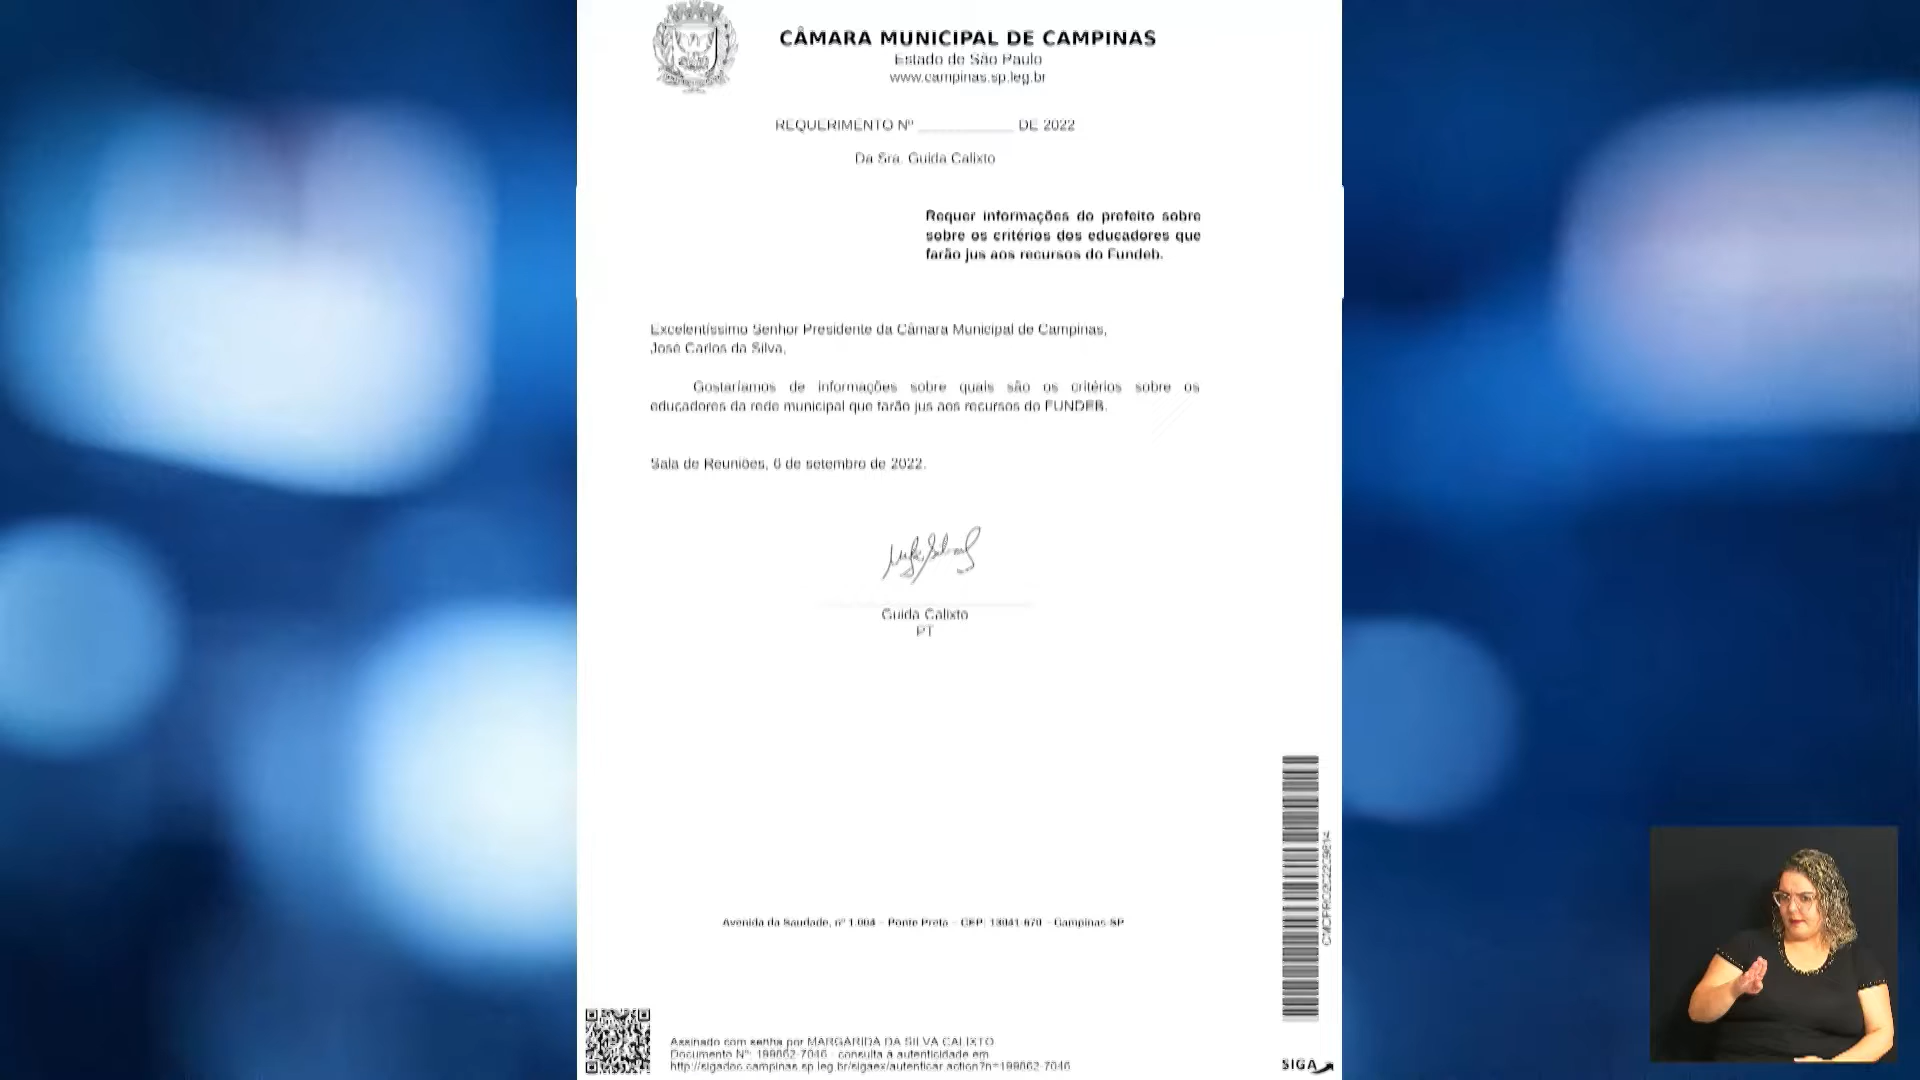 CÂMARA MUNICIPAL DE CAMPINAS
Estado de São Paulo
www.campinas.sp.leg.br
REQUERIMENTO Nº ____________ DE 2022
Da Sra. Guida Calixto
Requer informações do prefeito sobre
sobre os critérios dos educadores que
farão jus aos recursos do Fundeb.
Excelentíssimo Senhor Presidente da Câmara Municipal de Campinas,
José Carlos da Silva,
Gostaríamos de informações sobre quais são os critérios sobre os
educadores da rede municipal que farão jus aos recursos do FUNDEB.
Sala de Reuniões, 6 de setembro de 2022.
Guida Calixto
PT
Avenida da Saudade, nº 1.004 – Ponte Preta – CEP: 13041-670 – Campinas-SP
Assinado com senha por MARGARIDA DA SILVA CALIXTO
Documento Nº: 199862-7046 - consulta à autenticidade em
http://sigadoc.campinas.sp.leg.br/sigaex/autenticar.action?n=199862-7046
SIGA